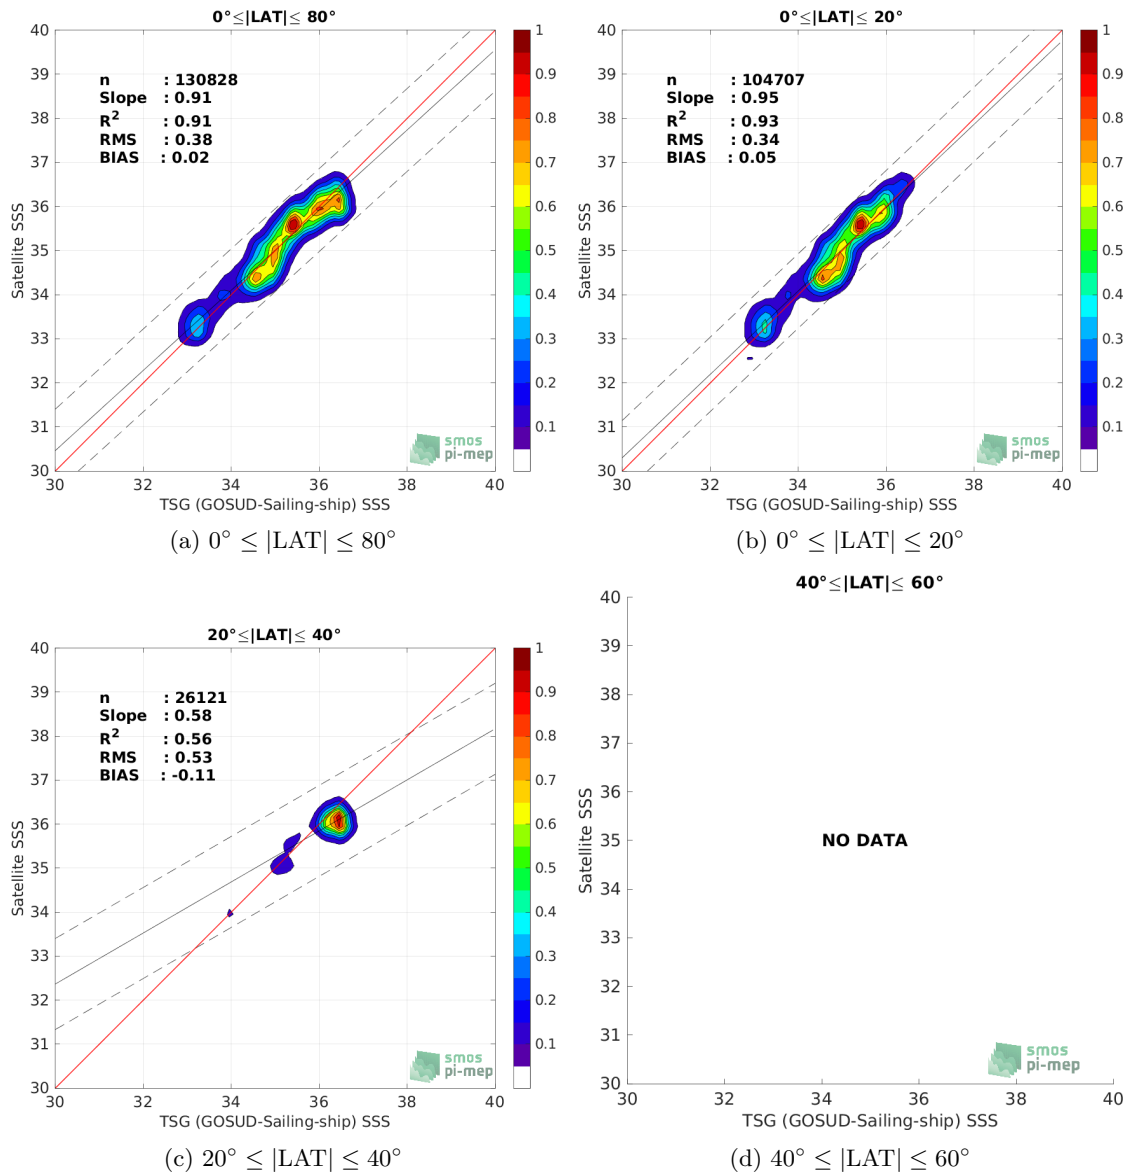 0°≤|LAT|≤ 80°
40
39
38
37
36
35
34
33
32
31
30
Satellite SSS
n : 130828
Slope : 0.91
R² : 0.91
RMS : 0.38
BIAS : 0.02
smos
pi-mep
30 32 34 36 38 40
TSG (GOSUD-Sailing-ship) SSS
1
0.9
0.8
0.7
0.6
0.5
0.4
0.3
0.2
0.1
(a) 0° ≤ |LAT| ≤ 80°
0°≤|LAT|≤ 20°
40
39
38
37
36
35
34
33
32
31
30
Satellite SSS
n : 104707
Slope : 0.95
R² : 0.93
RMS : 0.34
BIAS : 0.05
smos
pi-mep
30 32 34 36 38 40
TSG (GOSUD-Sailing-ship) SSS
1
0.9
0.8
0.7
0.6
0.5
0.4
0.3
0.2
0.1
(b) 0° ≤ |LAT| ≤ 20°
20°≤|LAT|≤ 40°
40
39
38
37
36
35
34
33
32
31
30
Satellite SSS
n : 26121
Slope : 0.58
R² : 0.56
RMS : 0.53
BIAS : -0.11
smos
pi-mep
30 32 34 36 38 40
TSG (GOSUD-Sailing-ship) SSS
1
0.9
0.8
0.7
0.6
0.5
0.4
0.3
0.2
0.1
(c) 20° ≤ |LAT| ≤ 40°
40°≤|LAT|≤ 60°
40
39
38
37
36
35
34
33
32
31
30
Satellite SSS
NO DATA
smos
pi-mep
30 32 34 36 38 40
TSG (GOSUD-Sailing-ship) SSS
(d) 40° ≤ |LAT| ≤ 60°